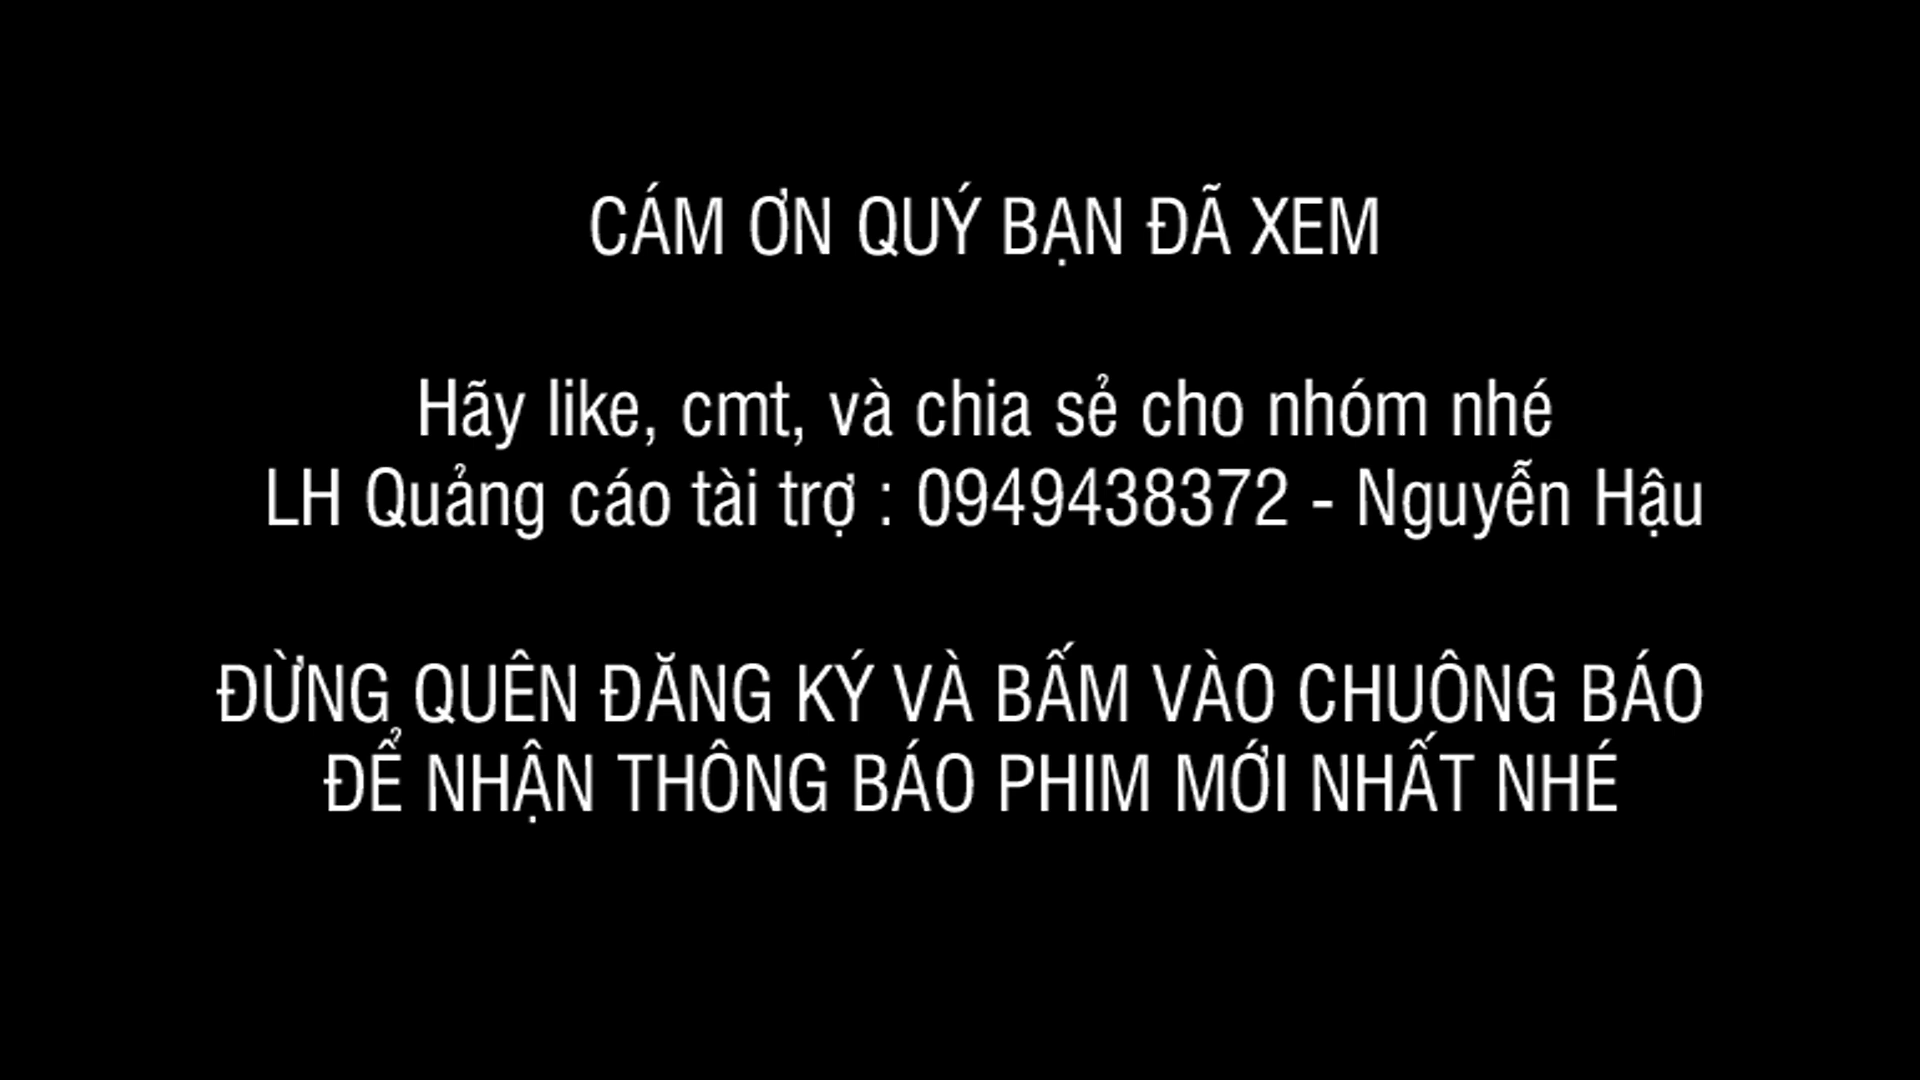 CÁM ƠN QUÝ BẠN ĐÃ XEM
Hãy like, cmt, và chia sẻ cho nhóm nhé
LH Quảng cáo tài trợ : 0949438372 - Nguyễn Hậu
ĐỪNG QUÊN ĐĂNG KÝ VÀ BẤM VÀO CHUÔNG BÁO
ĐỂ NHẬN THÔNG BÁO PHIM MỚI NHẤT NHÉ